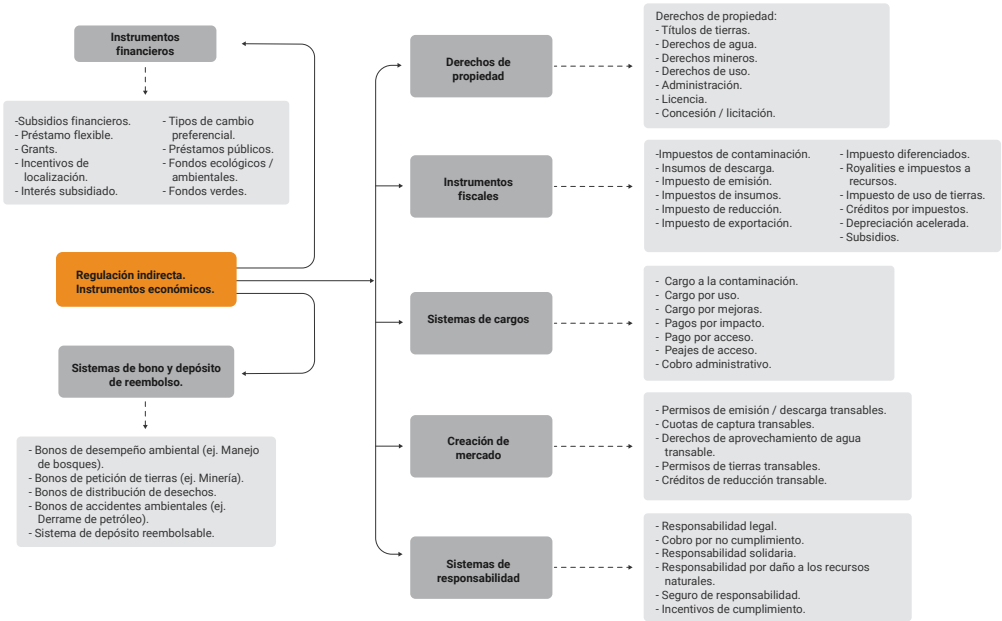 Instrumentos
financieros
-Subsidios financieros.
- Préstamo flexible.
- Grants.
- Incentivos de
localización.
- Interés subsidiado.
- Tipos de cambio
preferencial.
- Préstamos públicos.
- Fondos ecológicos /
ambientales.
- Fondos verdes.
Regulación indirecta.
Instrumentos económicos.
Sistemas de bono y depósito
de reembolso.
- Bonos de desempeño ambiental (ej. Manejo
de bosques).
- Bonos de petición de tierras (ej. Minería).
- Bonos de distribución de desechos.
- Bonos de accidentes ambientales (ej.
Derrame de petróleo).
- Sistema de depósito reembolsable.
Derechos de
propiedad
Derechos de propiedad:
- Títulos de tierras.
- Derechos de agua.
- Derechos mineros.
- Derechos de uso.
- Administración.
- Licencia.
- Concesión / licitación.
Instrumentos
fiscales
-Impuestos de contaminación.
- Insumos de descarga.
- Impuesto de emisión.
- Impuestos de insumos.
- Impuesto de reducción.
- Impuesto de exportación.
- Impuesto diferenciados.
- Royalities e impuestos a
recursos.
- Impuesto de uso de tierras.
- Créditos por impuestos.
- Depreciación acelerada.
- Subsidios.
Sistemas de cargos
- Cargo a la contaminación.
- Cargo por uso.
- Cargo por mejoras.
- Pagos por impacto.
- Pago por acceso.
- Peajes de acceso.
- Cobro administrativo.
Creación de
mercado
- Permisos de emisión / descarga transables.
- Cuotas de captura transables.
- Derechos de aprovechamiento de agua
transable.
- Permisos de tierras transables.
- Créditos de reducción transable.
Sistemas de
responsabilidad
- Responsabilidad legal.
- Cobro por no cumplimiento.
- Responsabilidad solidaria.
- Responsabilidad por daño a los recursos
naturales.
- Seguro de responsabilidad.
- Incentivos de cumplimiento.